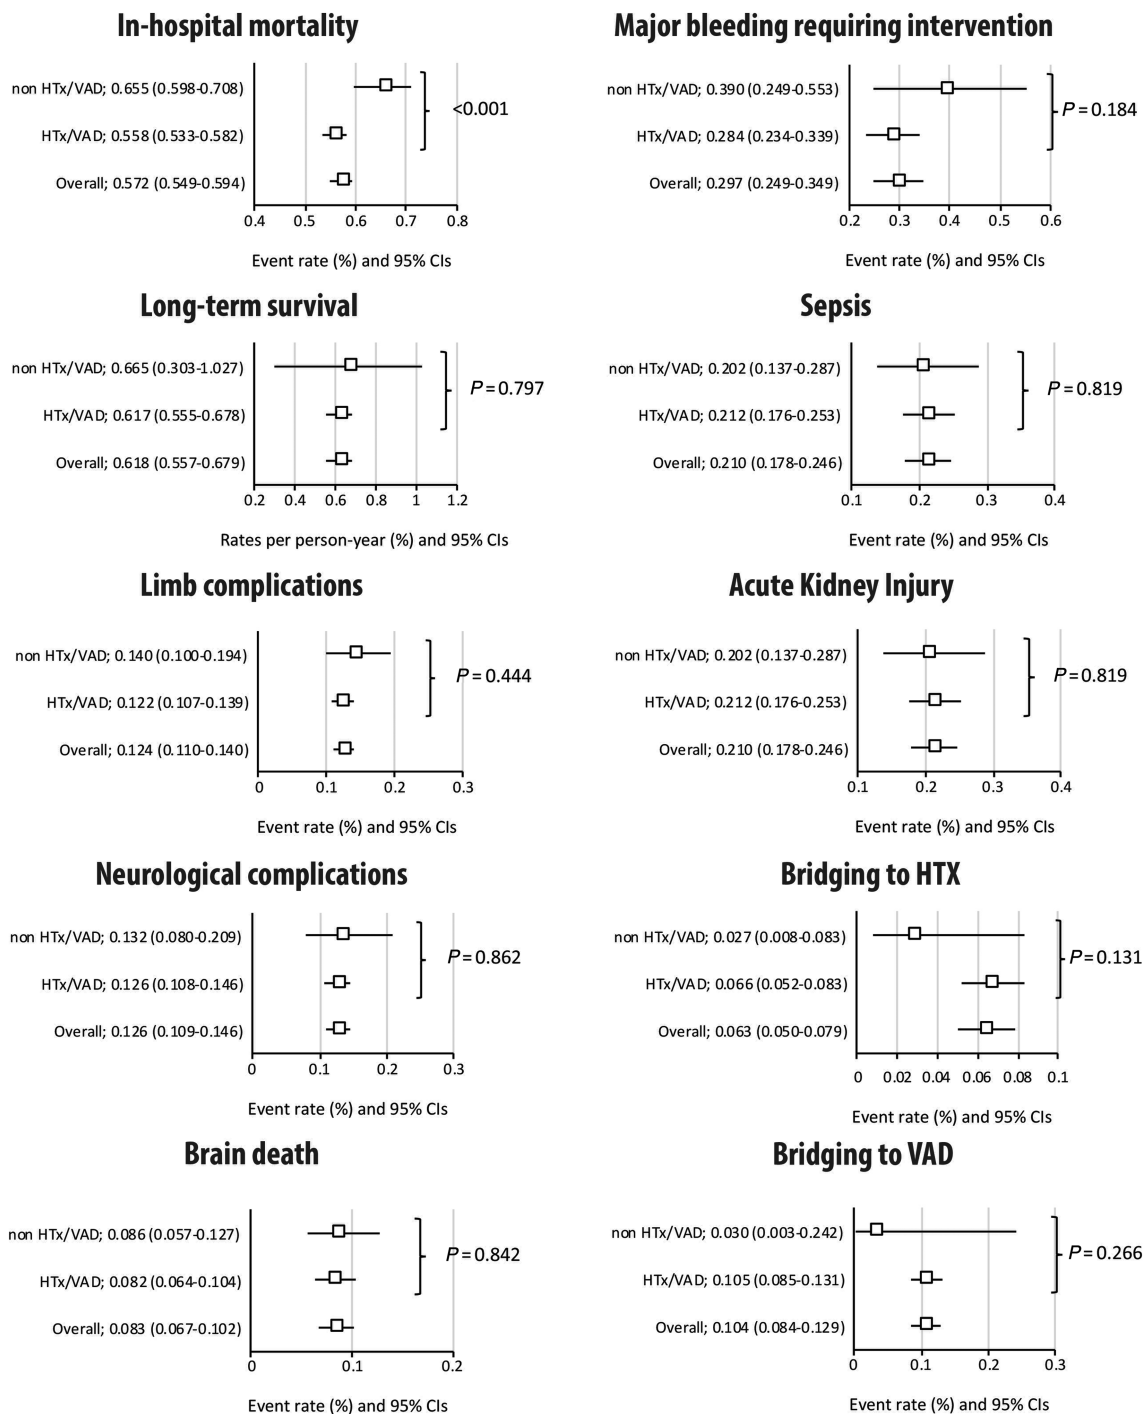 In-hospital mortality
non HTx/VAD; 0.655 (0.598-0.708)
HTx/VAD; 0.558 (0.533-0.582)
Overall; 0.572 (0.549-0.594)
<0.001
0.4 0.5 0.6 0.7 0.8
Event rate (%) and 95% CIs
Major bleeding requiring intervention
non HTx/VAD; 0.390 (0.249-0.553)
HTx/VAD; 0.284 (0.234-0.339)
Overall; 0.297 (0.249-0.349)
P = 0.184
0.2 0.3 0.4 0.5 0.6
Event rate (%) and 95% CIs
Long-term survival
non HTx/VAD; 0.665 (0.303-1.027)
HTx/VAD; 0.617 (0.555-0.678)
Overall; 0.618 (0.557-0.679)
P = 0.797
0.2 0.4 0.6 0.8 1 1.2
Rates per person-year (%) and 95% CIs
Sepsis
non HTx/VAD; 0.202 (0.137-0.287)
HTx/VAD; 0.212 (0.176-0.253)
Overall; 0.210 (0.178-0.246)
P = 0.819
0.1 0.2 0.3 0.4
Event rate (%) and 95% CIs
Limb complications
non HTx/VAD; 0.140 (0.100-0.194)
HTx/VAD; 0.122 (0.107-0.139)
Overall; 0.124 (0.110-0.140)
P = 0.444
0 0.1 0.2 0.3
Event rate (%) and 95% CIs
Acute Kidney Injury
non HTx/VAD; 0.202 (0.137-0.287)
HTx/VAD; 0.212 (0.176-0.253)
Overall; 0.210 (0.178-0.246)
P = 0.819
0.1 0.2 0.3 0.4
Event rate (%) and 95% CIs
Neurological complications
non HTx/VAD; 0.132 (0.080-0.209)
HTx/VAD; 0.126 (0.108-0.146)
Overall; 0.126 (0.109-0.146)
P = 0.862
0 0.1 0.2 0.3
Event rate (%) and 95% CIs
Bridging to HTX
non HTx/VAD; 0.027 (0.008-0.083)
HTx/VAD; 0.066 (0.052-0.083)
Overall; 0.063 (0.050-0.079)
P = 0.131
0 0.02 0.04 0.06 0.08 0.1
Event rate (%) and 95% CIs
Brain death
non HTx/VAD; 0.086 (0.057-0.127)
HTx/VAD; 0.082 (0.064-0.104)
Overall; 0.083 (0.067-0.102)
P = 0.842
0 0.1 0.2
Event rate (%) and 95% CIs
Bridging to VAD
non HTx/VAD; 0.030 (0.003-0.242)
HTx/VAD; 0.105 (0.085-0.131)
Overall; 0.104 (0.084-0.129)
P = 0.266
0 0.1 0.2 0.3
Event rate (%) and 95% CIs